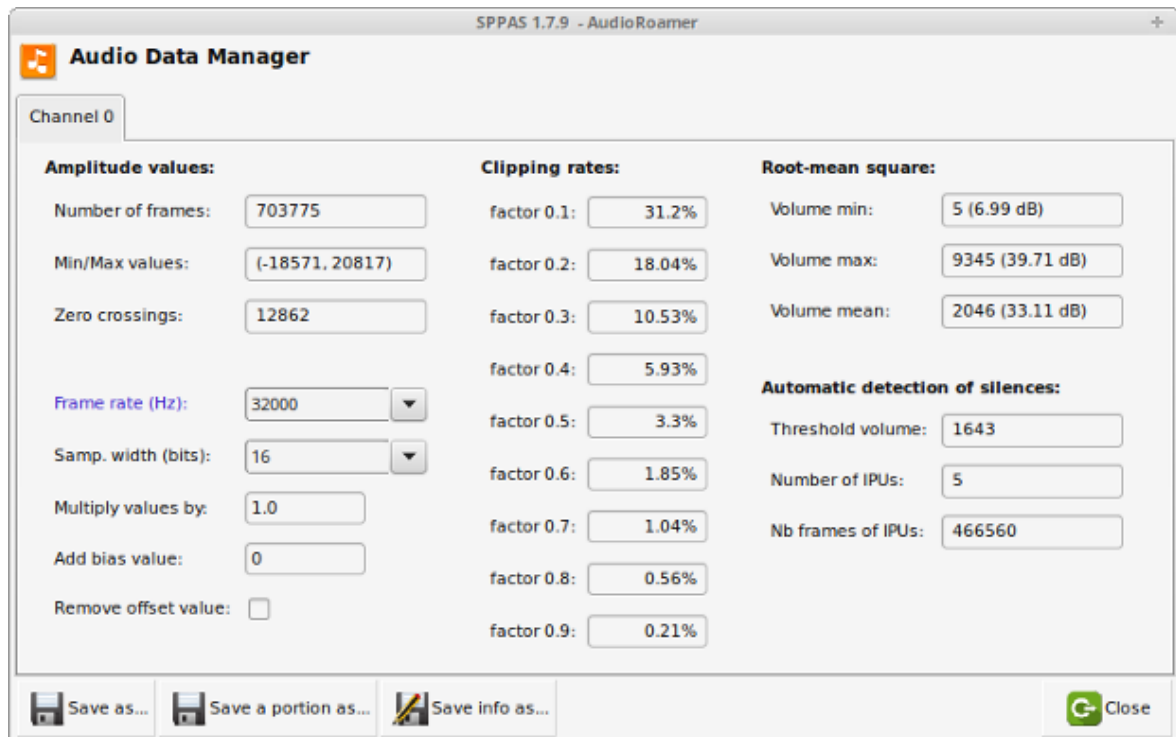 SPPAS 1.7.9 - AudioRoamer
Audio Data Manager
Channel 0
Amplitude values:
Number of frames: 703775
Min/Max values: (-18571, 20817)
Zero crossings: 12862
Frame rate (Hz): 32000
Samp. width (bits): 16
Multiply values by: 1.0
Add bias value: 0
Remove offset value:
Clipping rates:
factor 0.1: 31.2%
factor 0.2: 18.04%
factor 0.3: 10.53%
factor 0.4: 5.93%
factor 0.5: 3.3%
factor 0.6: 1.85%
factor 0.7: 1.04%
factor 0.8: 0.56%
factor 0.9: 0.21%
Root-mean square:
Volume min: 5 (6.99 dB)
Volume max: 9345 (39.71 dB)
Volume mean: 2046 (33.11 dB)
Automatic detection of silences:
Threshold volume: 1643
Number of IPUs: 5
Nb frames of IPUs: 466560
Save as... Save a portion as... Save info as... Close